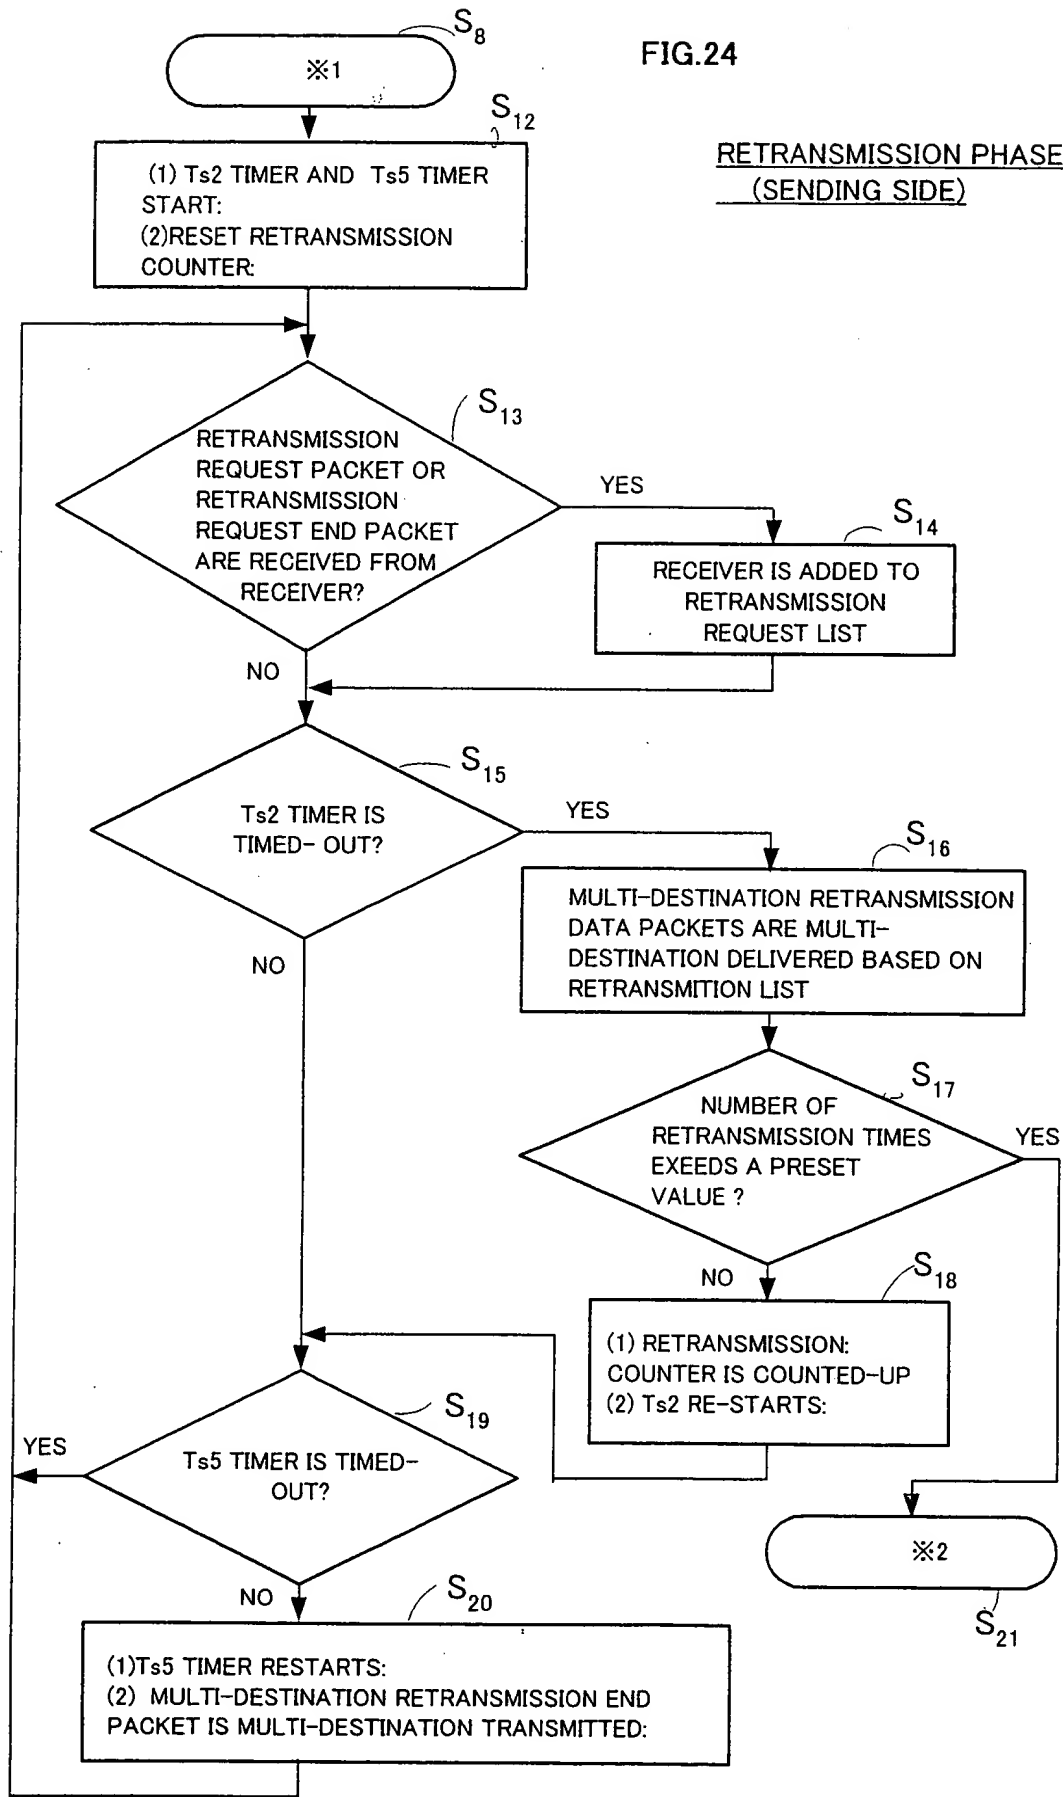 S8
※1
FIG.24
S12
RETRANSMISSION PHASE
(SENDING SIDE)
(1) Ts2 TIMER AND Ts5 TIMER
START:
(2)RESET RETRANSMISSION
COUNTER:
S13
RETRANSMISSION
REQUEST PACKET OR
RETRANSMISSION
REQUEST END PACKET
ARE RECEIVED FROM
RECEIVER?
YES
S14
RECEIVER IS ADDED TO
RETRANSMISSION
REQUEST LIST
NO
S15
Ts2 TIMER IS
TIMED- OUT?
YES
S16
MULTI-DESTINATION RETRANSMISSION
DATA PACKETS ARE MULTI-
DESTINATION DELIVERED BASED ON
RETRANSMITION LIST
NO
S17
NUMBER OF
RETRANSMISSION TIMES
EXEEDS A PRESET
VALUE ?
YES
NO
S18
(1) RETRANSMISSION:
COUNTER IS COUNTED-UP
(2) Ts2 RE-STARTS:
S19
YES
Ts5 TIMER IS TIMED-
OUT?
※2
S21
NO
S20
(1)Ts5 TIMER RESTARTS:
(2) MULTI-DESTINATION RETRANSMISSION END
PACKET IS MULTI-DESTINATION TRANSMITTED: